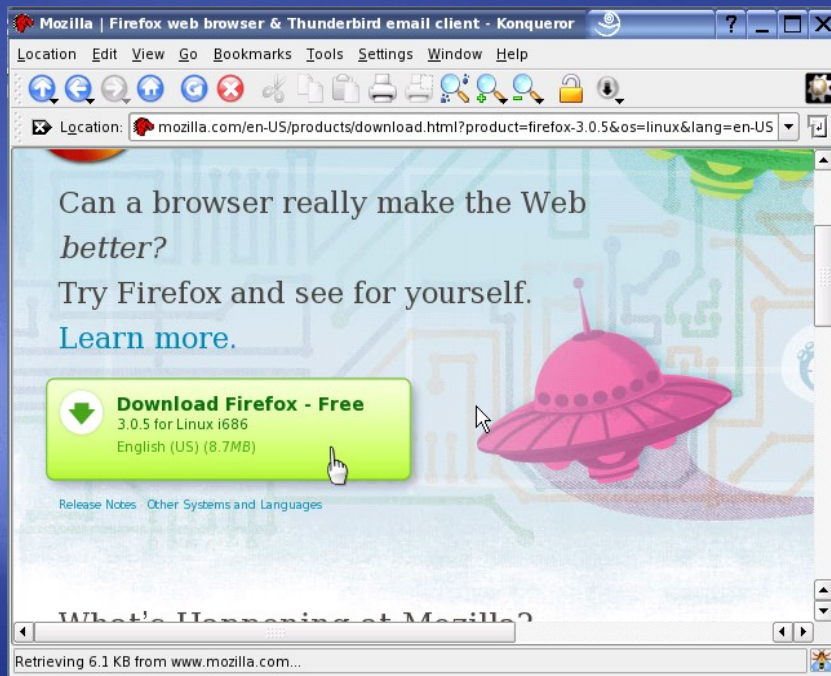 Mozilla | Firefox web browser & Thunderbird email client - Konqueror
Location Edit View Go Bookmarks Tools Settings Window Help
Location: mozilla.com/en-US/products/download.html?product=firefox-3.0.5&os=linux&lang=en-US
Can a browser really make the Web
better?
Try Firefox and see for yourself.
Learn more.
Download Firefox - Free
3.0.5 for Linux i686
English (US) (8.7MB)
Release Notes · Other Systems and Languages
What's Happening at Mozilla?
Retrieving 6.1 KB from www.mozilla.com...